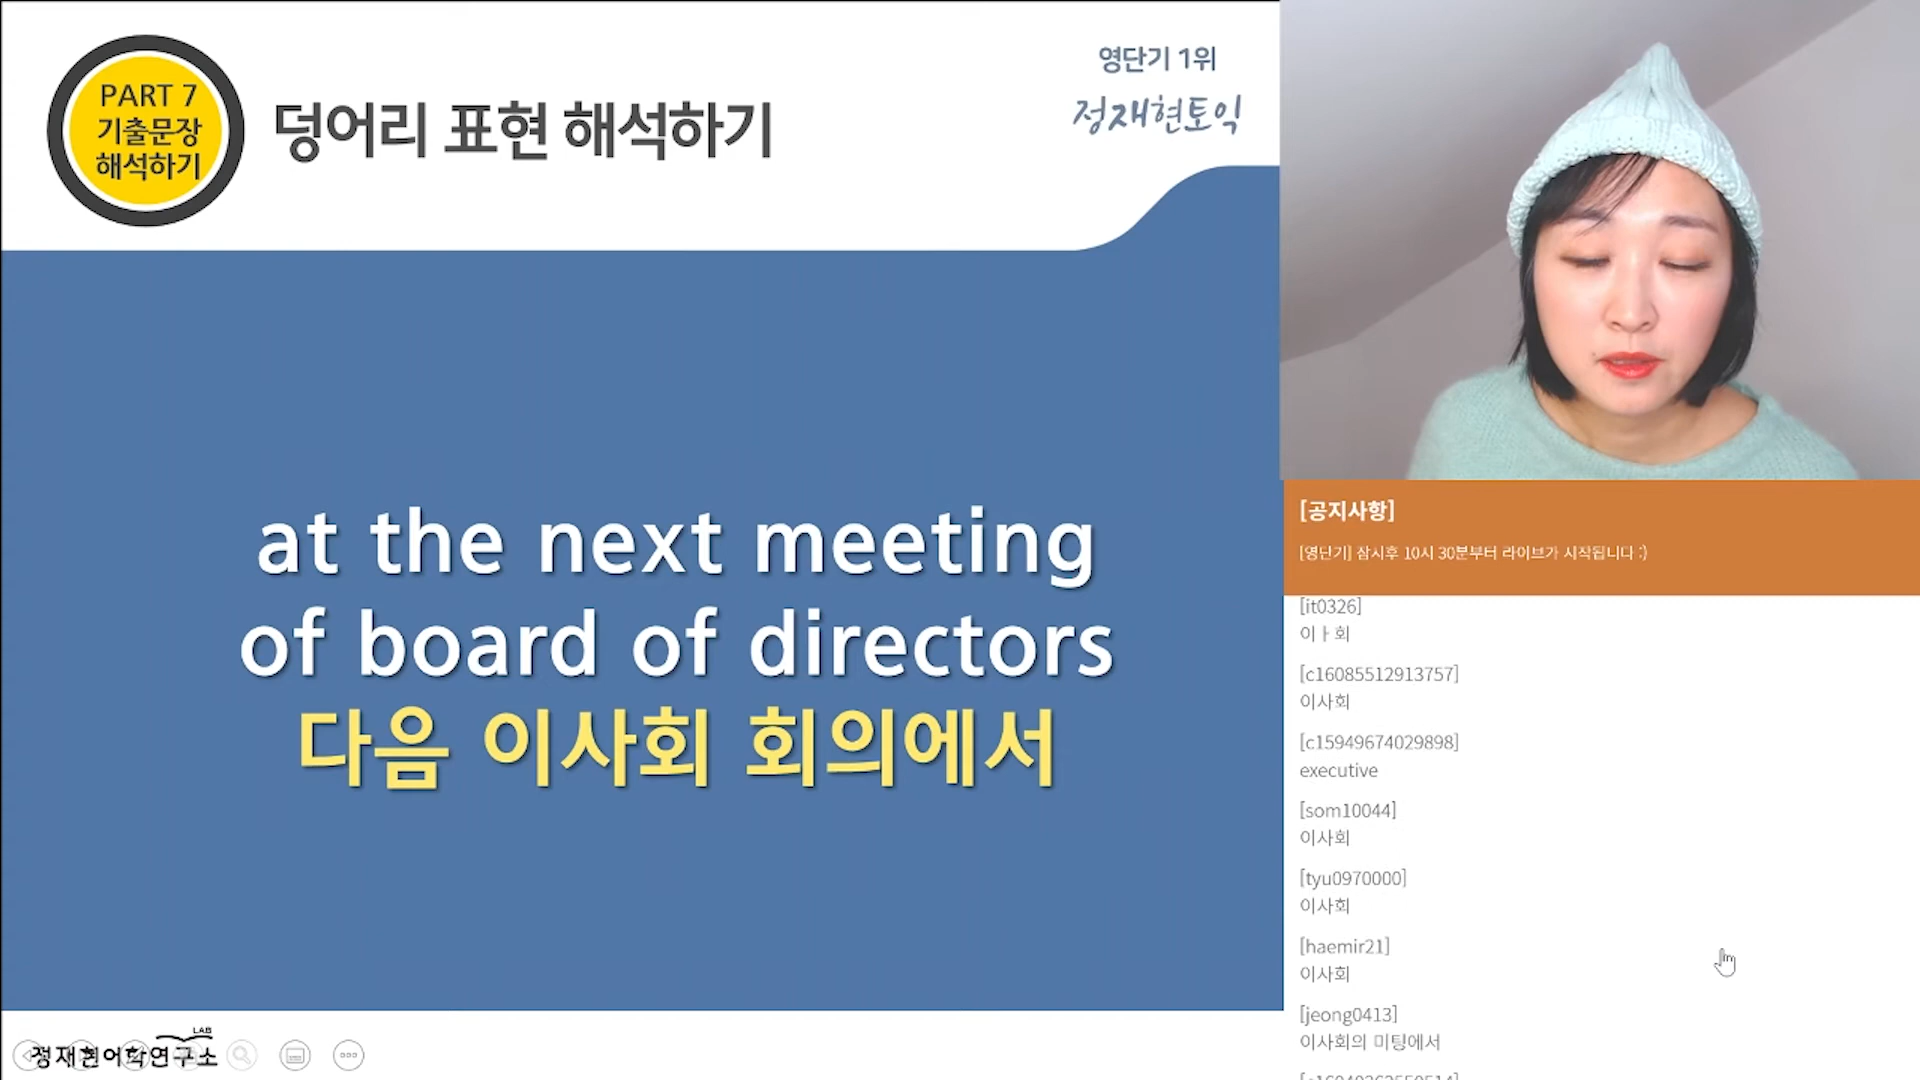 PART 7
기출문장
해석하기
덩어리 표현 해석하기
영단기 1위
정재현토익
at the next meeting
of board of directors
다음 이사회 회의에서
[공지사항]
[영단기] 잠시후 10시 30분부터 라이브가 시작됩니다 :)
[it0326]
이ㅏ회
[c16085512913757]
이사회
[c15949674029898]
executive
[som10044]
이사회
[tyu0970000]
이사회
[haemir21]
이사회
[jeong0413]
이사회의 미팅에서
LAB
정재현어학연구소